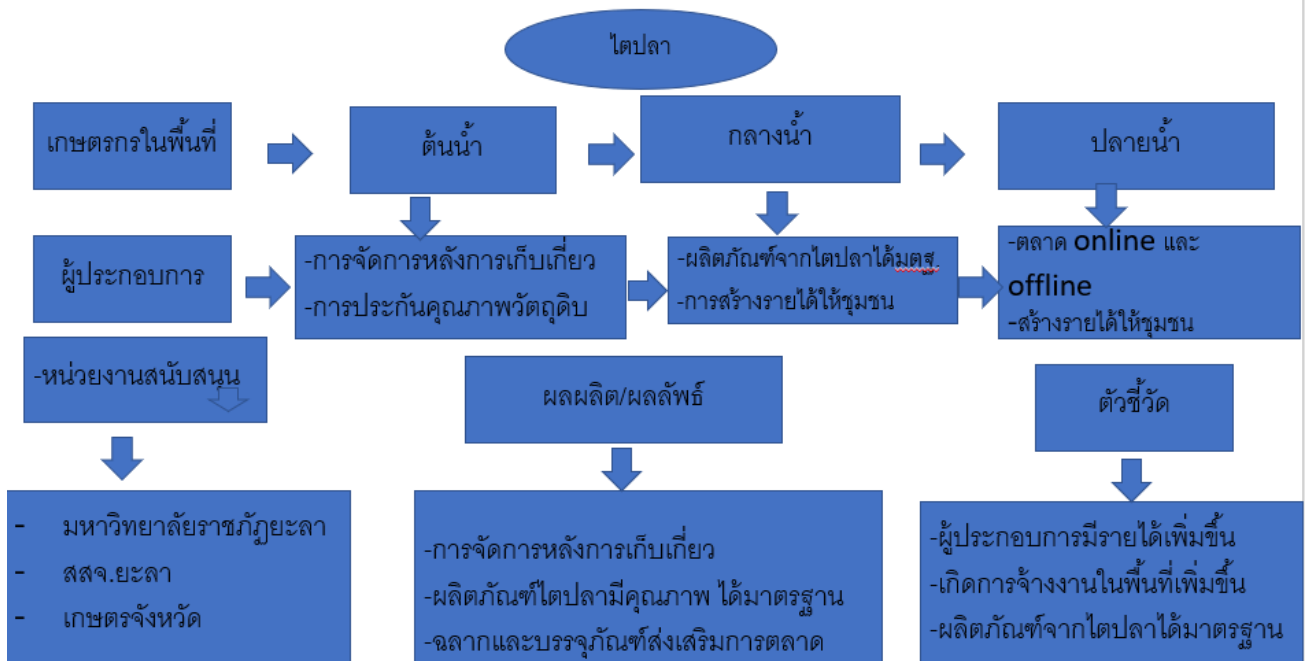 ไตปลา
เกษตรกรในพื้นที่
ต้นน้ำ
กลางน้ำ
ปลายน้ำ
ผู้ประกอบการ
-การจัดการหลังการเก็บเกี่ยว
-การประกันคุณภาพวัตถุดิบ
-ผลิตภัณฑ์จากไตปลาได้มตฐ.
-การสร้างรายได้ให้ชุมชน
-ตลาด online และ
offline
-สร้างรายได้ให้ชุมชน
-หน่วยงานสนับสนุน
ผลผลิต/ผลลัพธ์
ตัวชี้วัด
- มหาวิทยาลัยราชภัฏยะลา
- สสจ.ยะลา
- เกษตรจังหวัด
-การจัดการหลังการเก็บเกี่ยว
-ผลิตภัณฑ์ไตปลามีคุณภาพ ได้มาตรฐาน
-ฉลากและบรรจุภัณฑ์ส่งเสริมการตลาด
-ผู้ประกอบการมีรายได้เพิ่มขึ้น
-เกิดการจ้างงานในพื้นที่เพิ่มขึ้น
-ผลิตภัณฑ์จากไตปลาได้มาตรฐาน